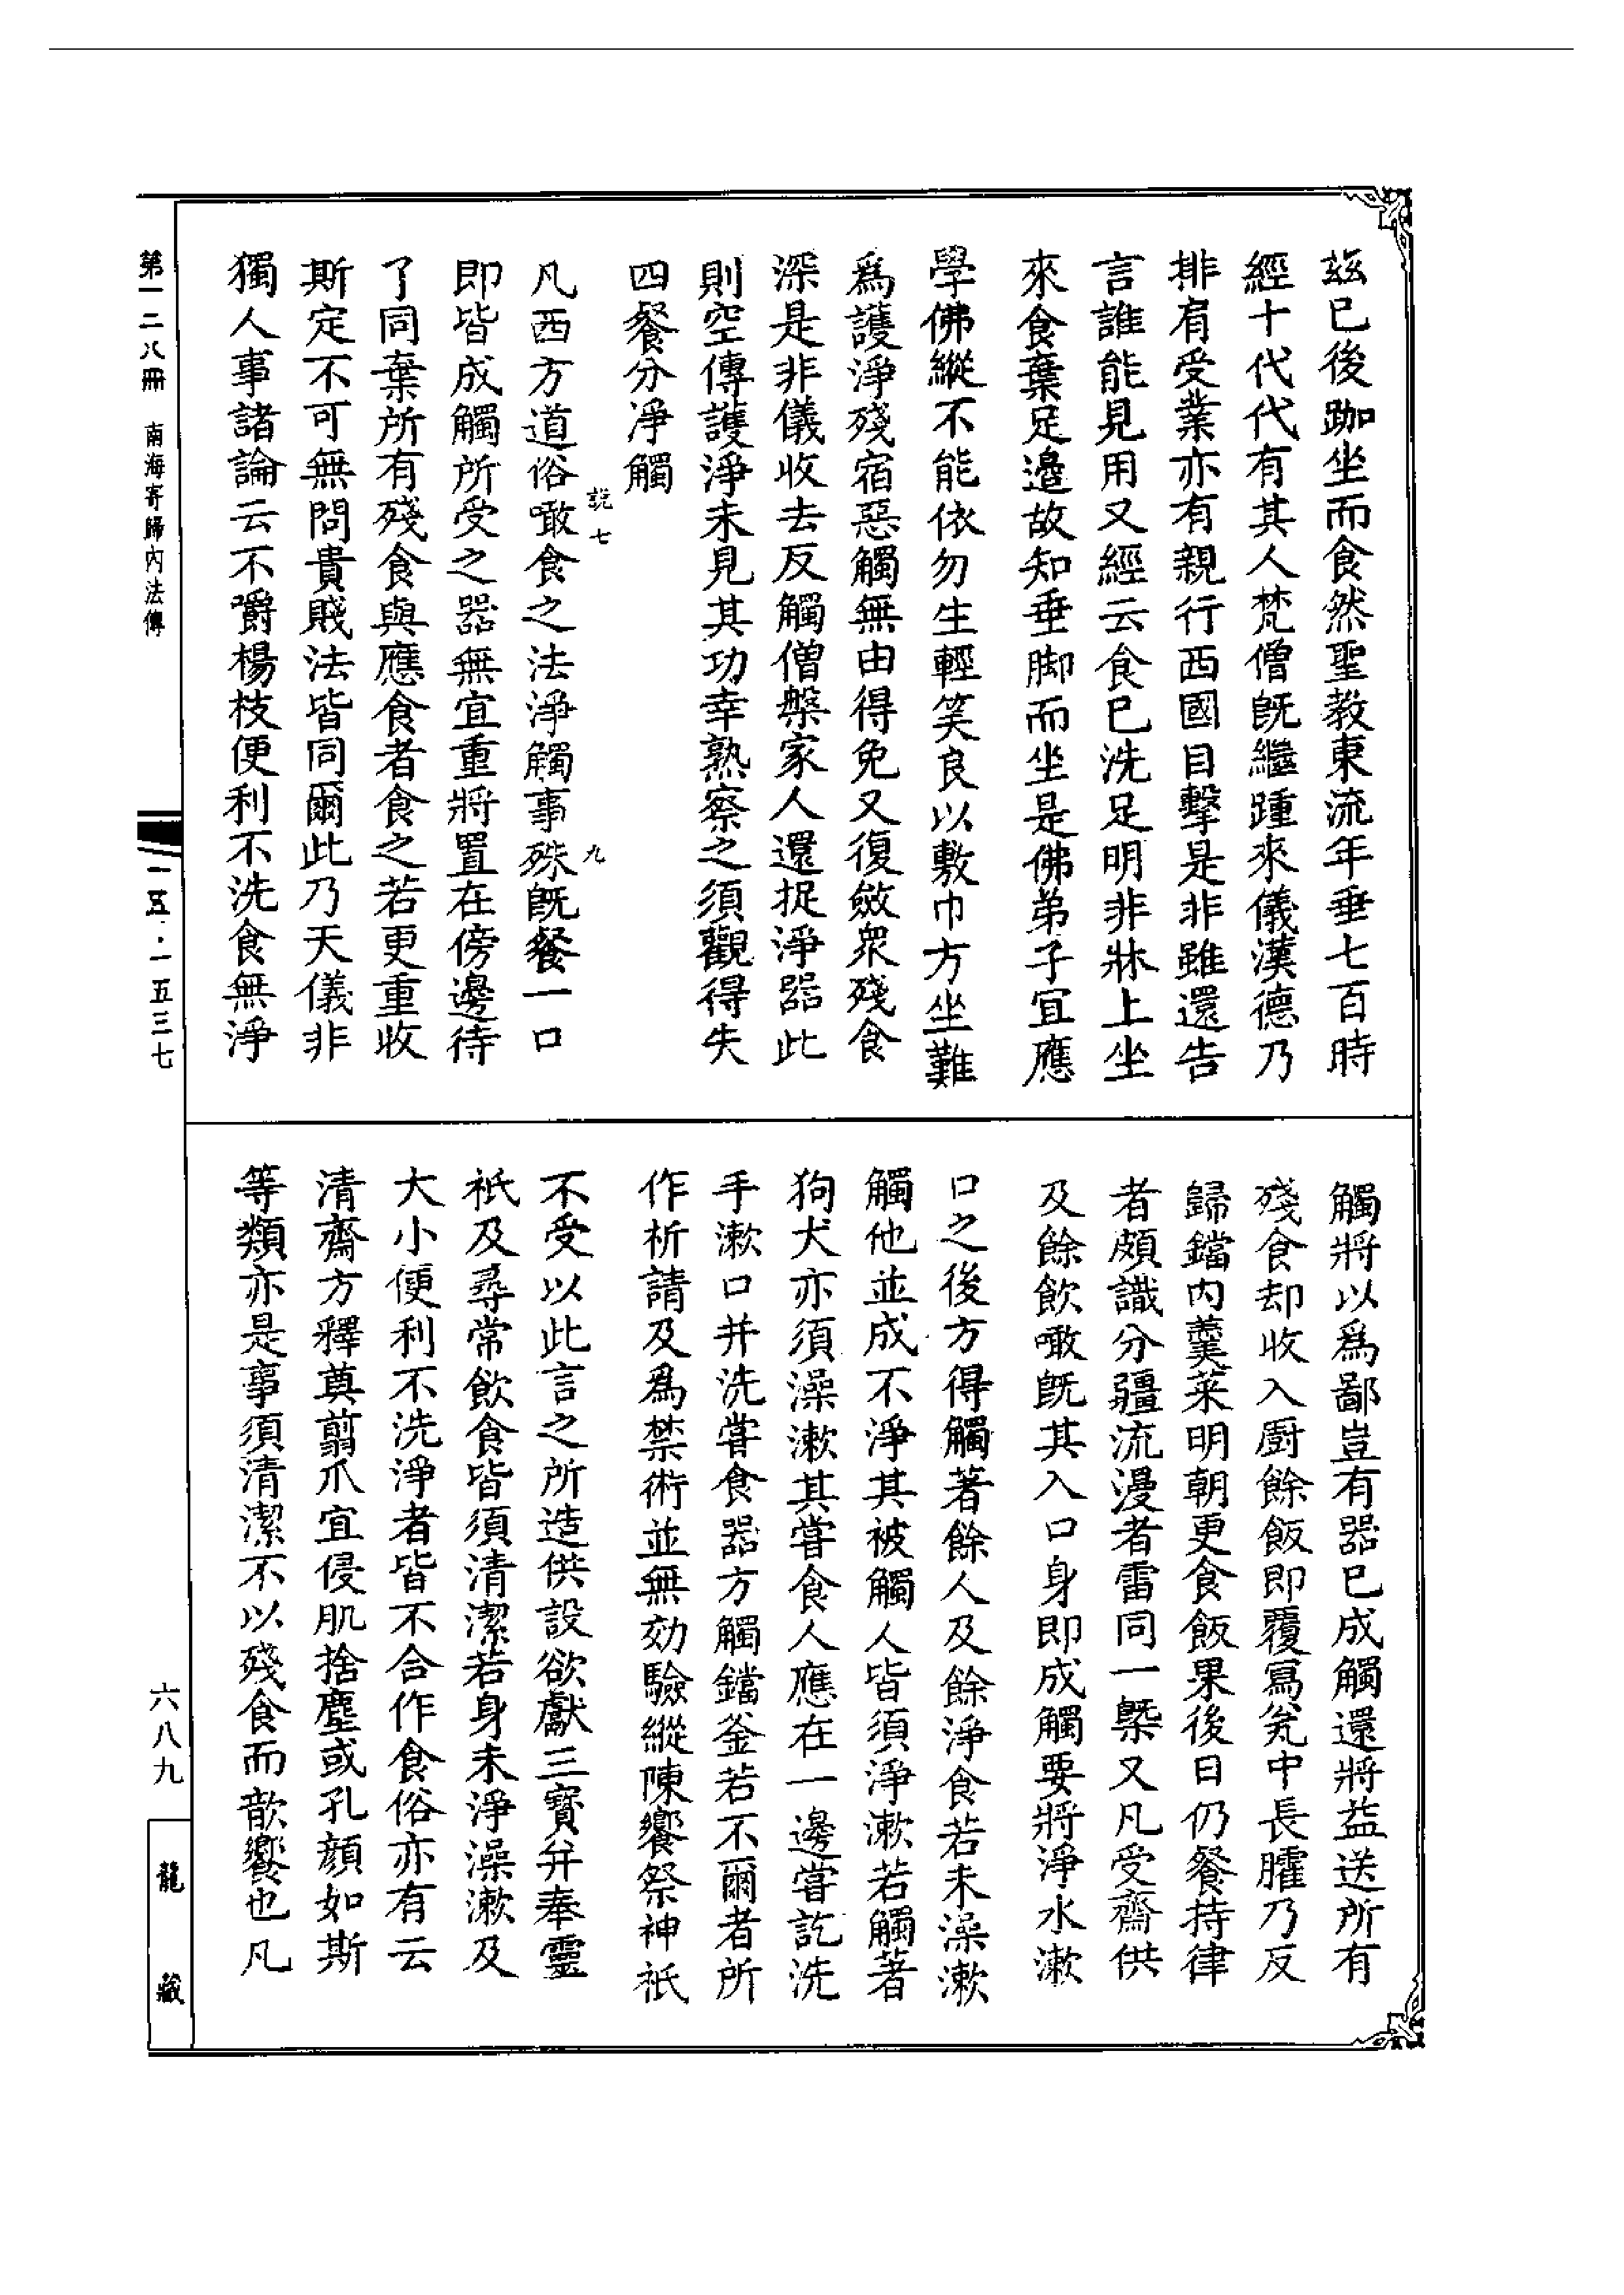 茲已後跏坐而食然聖教東流年垂七百時
經十代代有其人梵僧既繼踵來儀漢德乃
排肩受業亦有親行西國目擊是非雖還告
言誰能見用又經云食已洗足明非牀上坐
來食棄足邉故知垂脚而坐是佛弟子宜應
學佛縱不能依勿生輕笑良以敷巾方坐難
爲護淨殘宿惡觸無由得免又復斂衆殘食
深是非儀收去反觸僧槃家人還捉淨器此
則空傳護淨未見其功幸熟察之須觀得失
四餐分淨觸
説七
九
凡西方道俗噉食之法淨觸事殊既餐一口
即皆成觸所受之器無宜重將置在傍邊待
了同棄所有殘食與應食者食之若更重收
斯定不可無問貴賤法皆同爾此乃天儀非
獨人事諸論云不嚼楊枝便利不洗食無淨
觸將以爲鄙豈有器已成觸還將益送所有
殘食却收入廚餘飯即覆寫瓮中長臛乃反
歸鐺内羹菜明朝更食飯果後日仍餐持律
者頗識分疆流漫者雷同一槩又凡受齋供
及餘飲噉既其入口身即成觸要將淨水漱
口之後方得觸著餘人及餘淨食若未澡漱
觸他並成不淨其被觸人皆須淨漱若觸著
狗犬亦須澡漱其甞食人應在一邊甞訖洗
手漱口并洗甞食器方觸鐺釜若不爾者所
作祈請及爲禁術並無効驗縱陳饗祭神祇
不受以此言之所造供設欲獻三寶并奉靈
祇及尋常飲食皆須清潔若身未淨澡漱及
大小便利不洗淨者皆不合作食俗亦有云
清齋方釋奠翦爪宜侵肌捨塵或孔顔如斯
等類亦是事須清潔不以殘食而歆饗也凡
第一二八冊　南海寄歸内法傳
一五·一五三七
六八九
龍藏